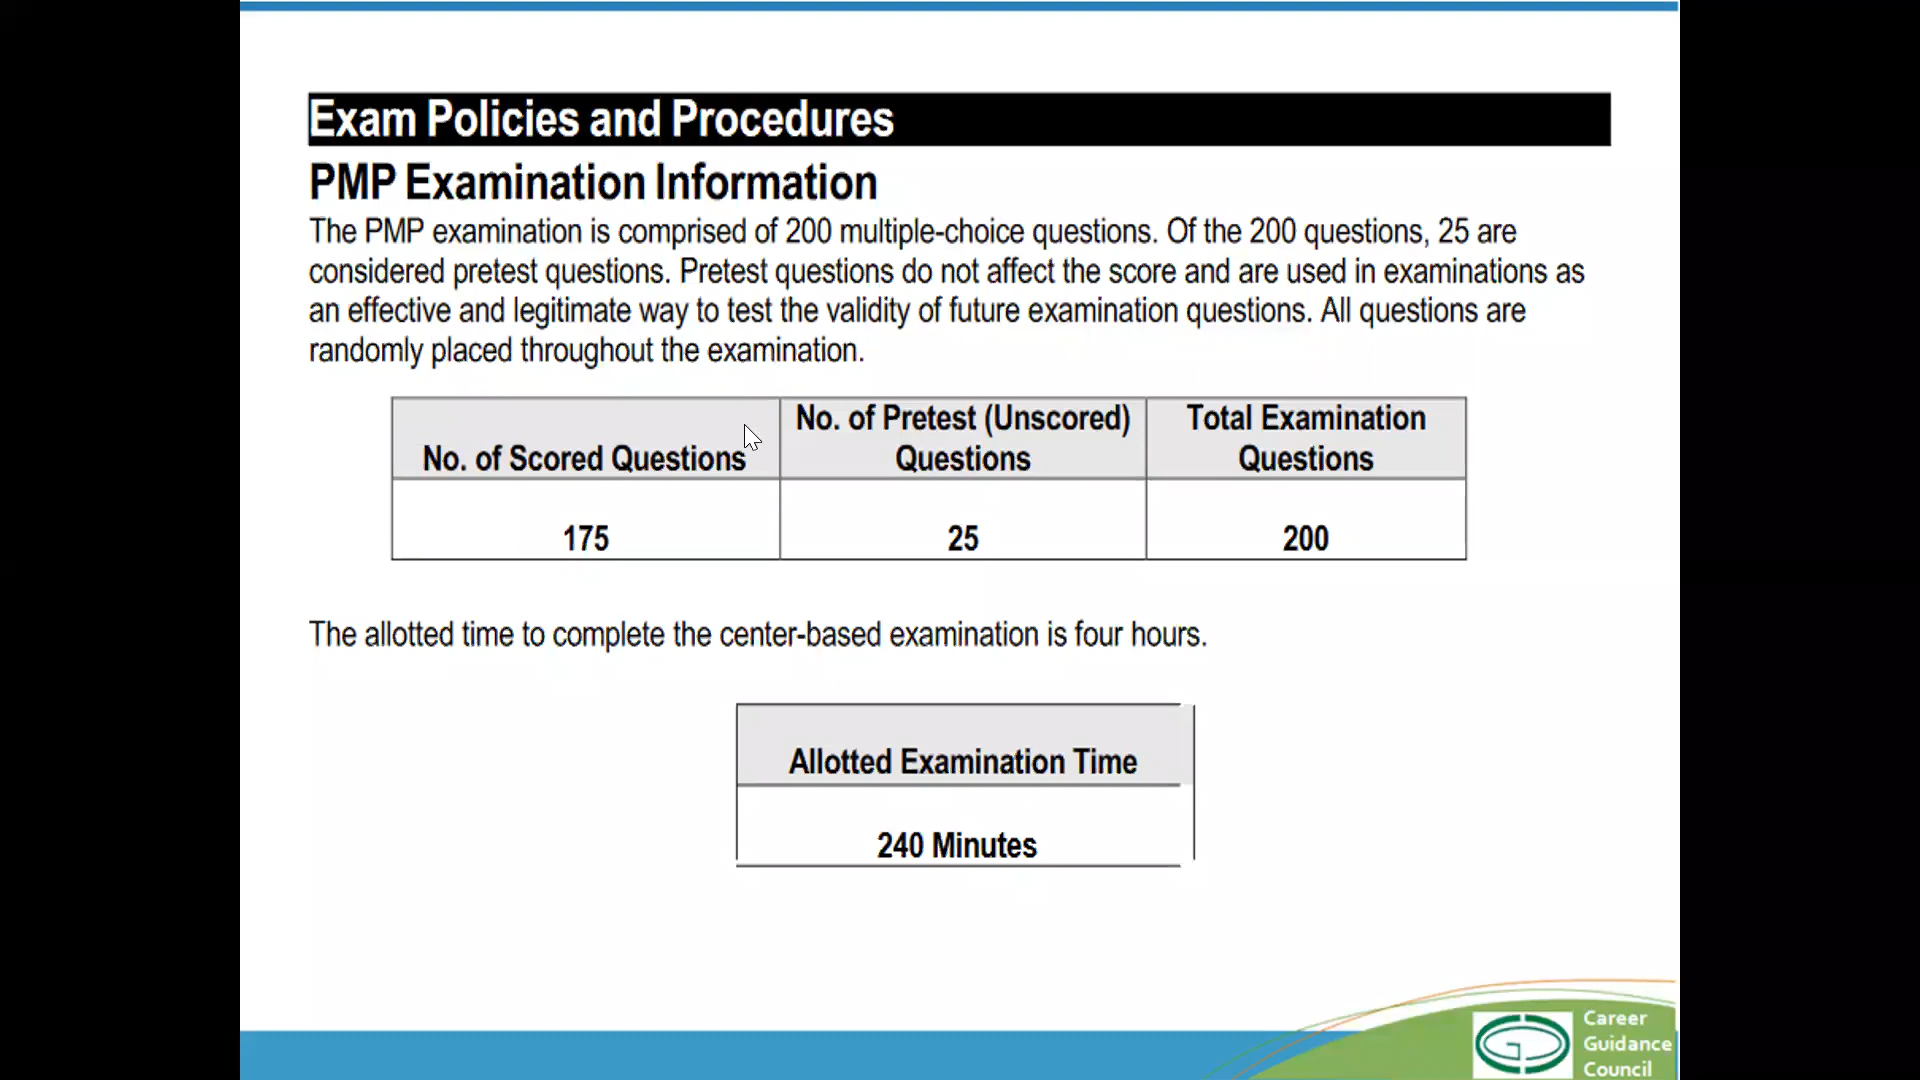 Exam Policies and Procedures
PMP Examination Information
The PMP examination is comprised of 200 multiple-choice questions. Of the 200 questions, 25 are
considered pretest questions. Pretest questions do not affect the score and are used in examinations as
an effective and legitimate way to test the validity of future examination questions. All questions are
randomly placed throughout the examination.
No. of Scored Questions
No. of Pretest (Unscored)
Questions
Total Examination
Questions
175
25
200
The allotted time to complete the center-based examination is four hours.
Allotted Examination Time
240 Minutes
Career
Guidance
Council